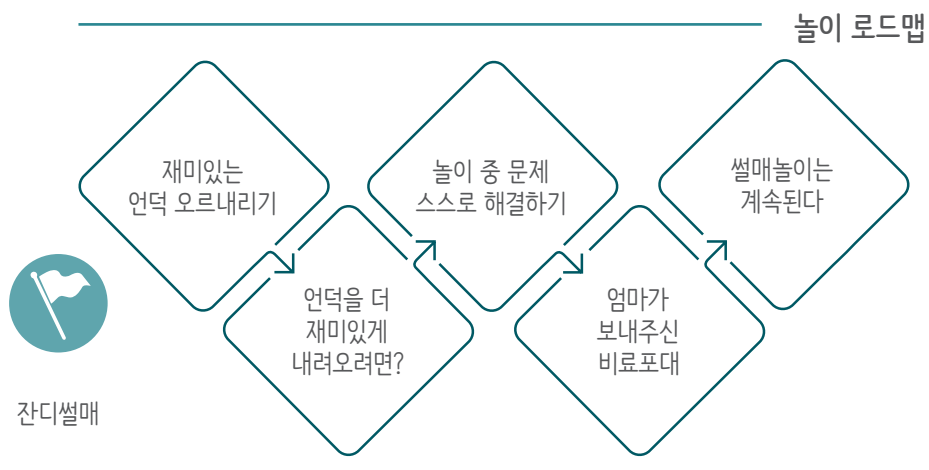 놀이 로드맵
재미있는
언덕 오르내리기
언덕을 더
재미있게
내려오려면?
놀이 중 문제
스스로 해결하기
엄마가
보내주신
비료포대
썰매놀이는
계속된다
잔디썰매